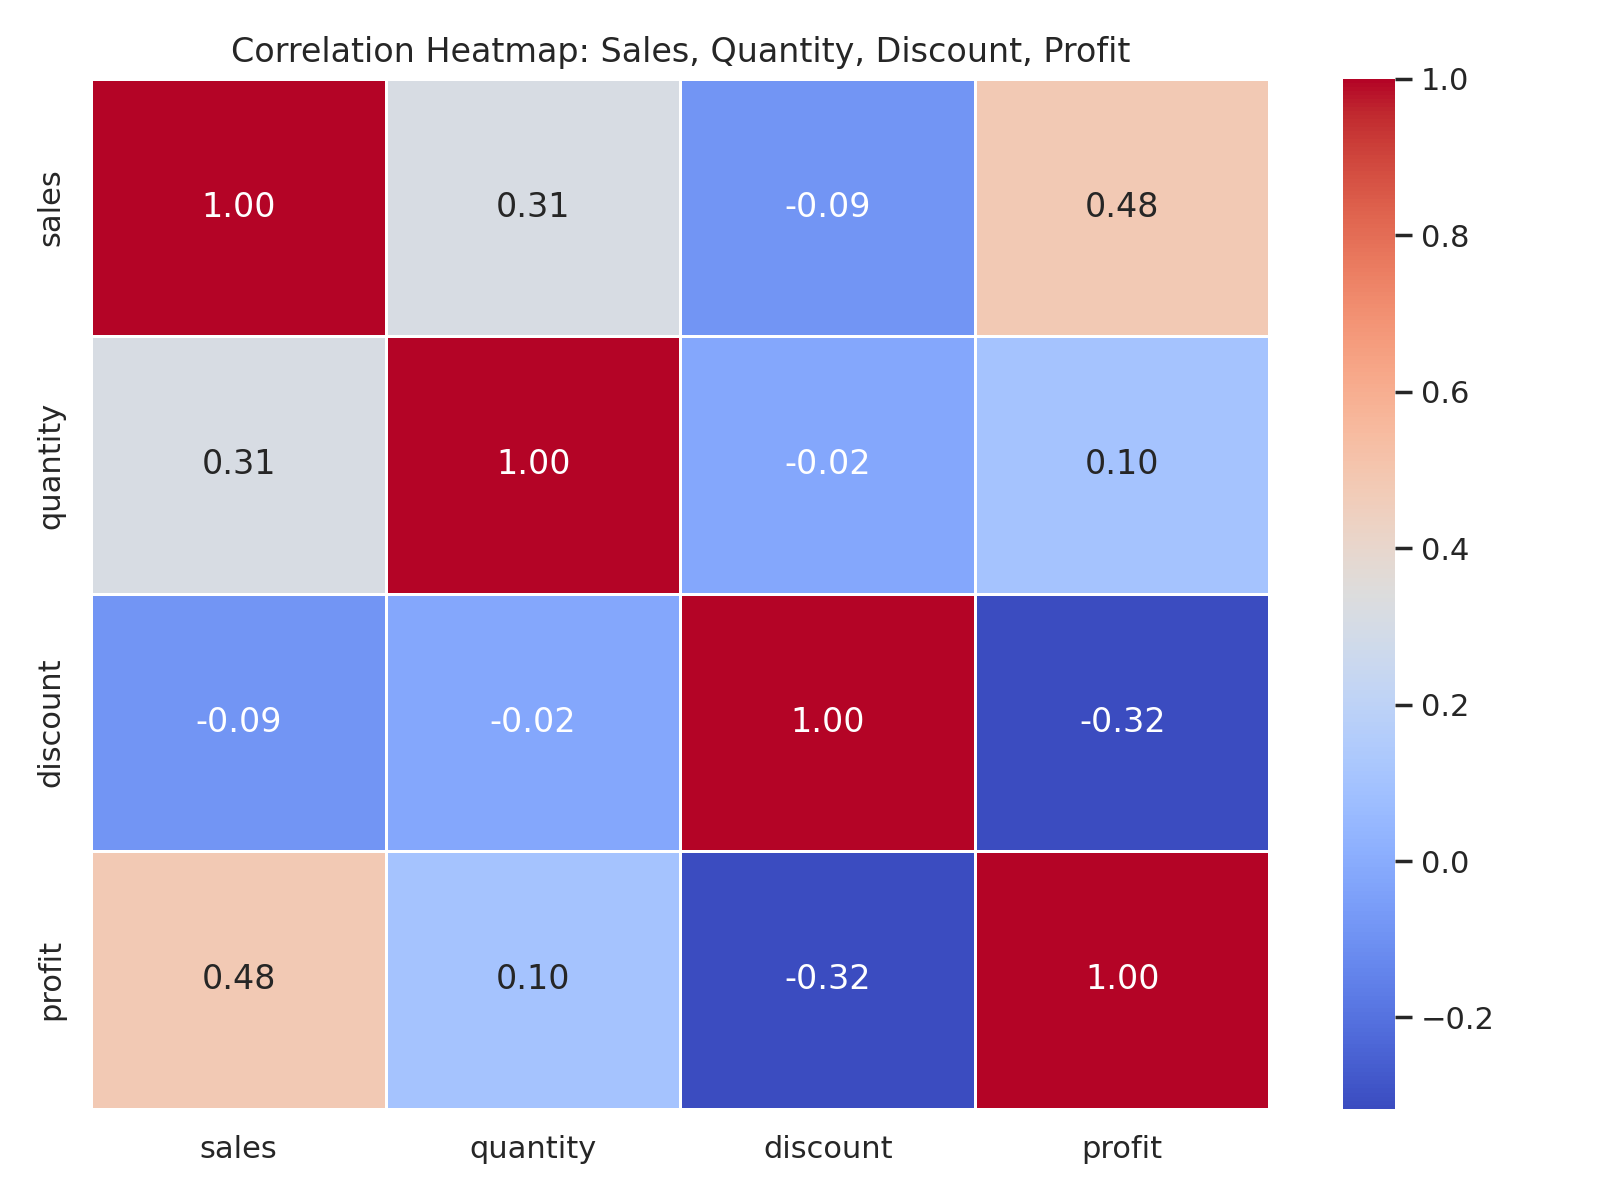 Correlation Heatmap: Sales, Quantity, Discount, Profit
1.0
sales
1.00 0.31 -0.09 0.48
0.8
0.6
quantity
0.31 1.00 -0.02 0.10
0.4
0.2
discount
-0.09 -0.02 1.00 -0.32
0.0
profit
0.48 0.10 -0.32 1.00
−0.2
sales quantity discount profit